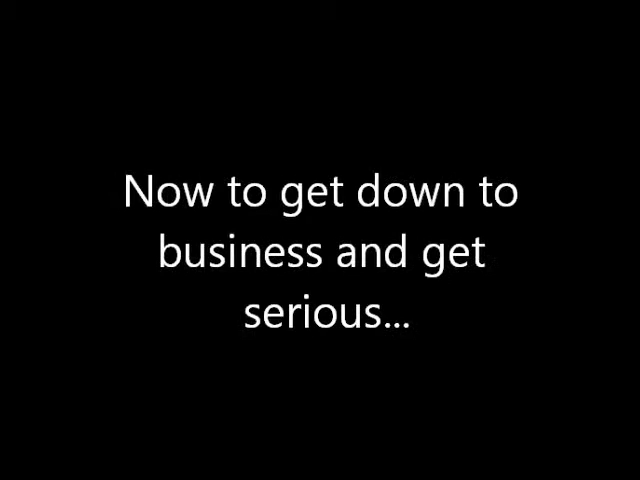 Now to get down to
business and get
serious...